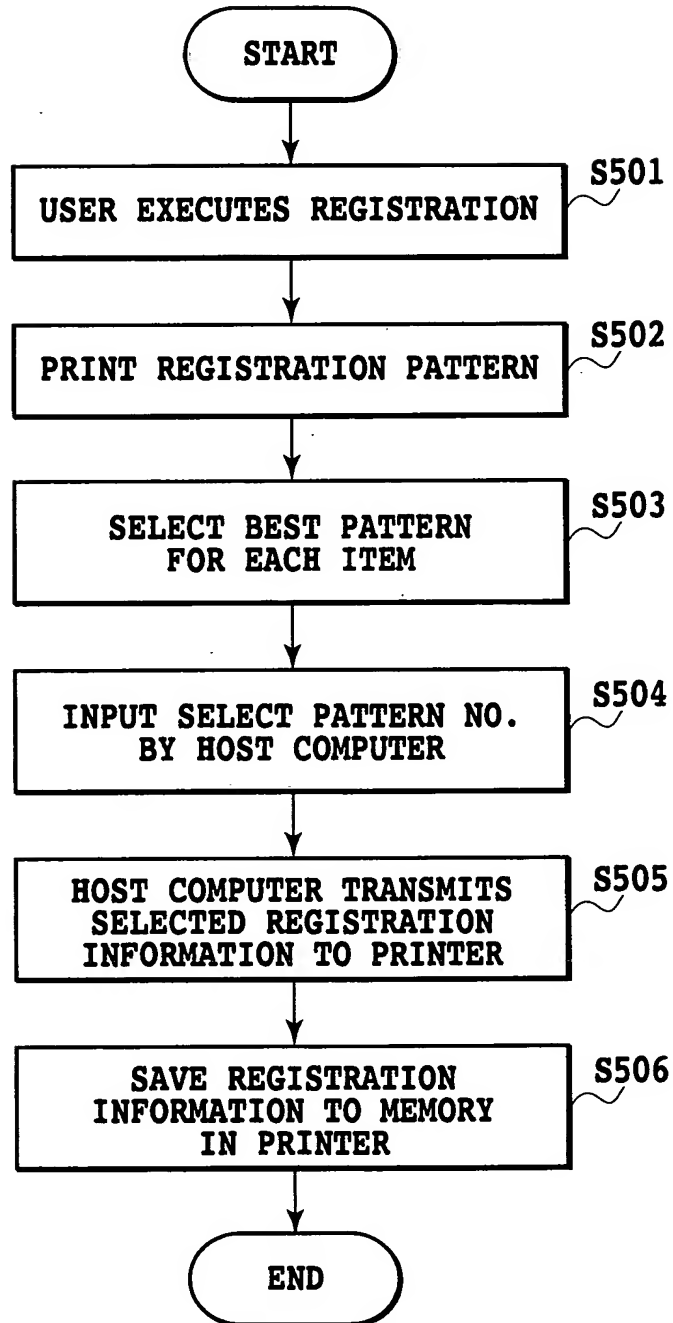 START
S501
USER EXECUTES REGISTRATION
S502
PRINT REGISTRATION PATTERN
S503
SELECT BEST PATTERN
FOR EACH ITEM
S504
INPUT SELECT PATTERN NO.
BY HOST COMPUTER
S505
HOST COMPUTER TRANSMITS
SELECTED REGISTRATION
INFORMATION TO PRINTER
S506
SAVE REGISTRATION
INFORMATION TO MEMORY
IN PRINTER
END